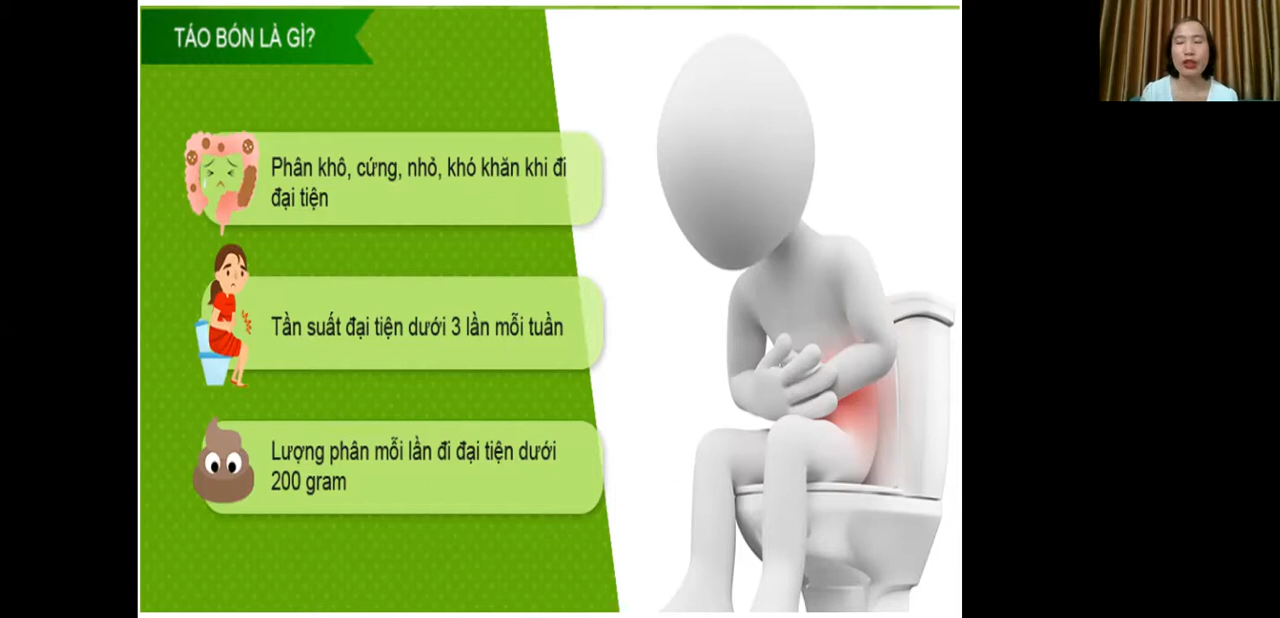 TÁO BÓN LÀ GÌ?
Phân khô, cứng, nhỏ, khó khăn khi đi
đại tiện
Tần suất đại tiện dưới 3 lần mỗi tuần
Lượng phân mỗi lần đi đại tiện dưới
200 gram